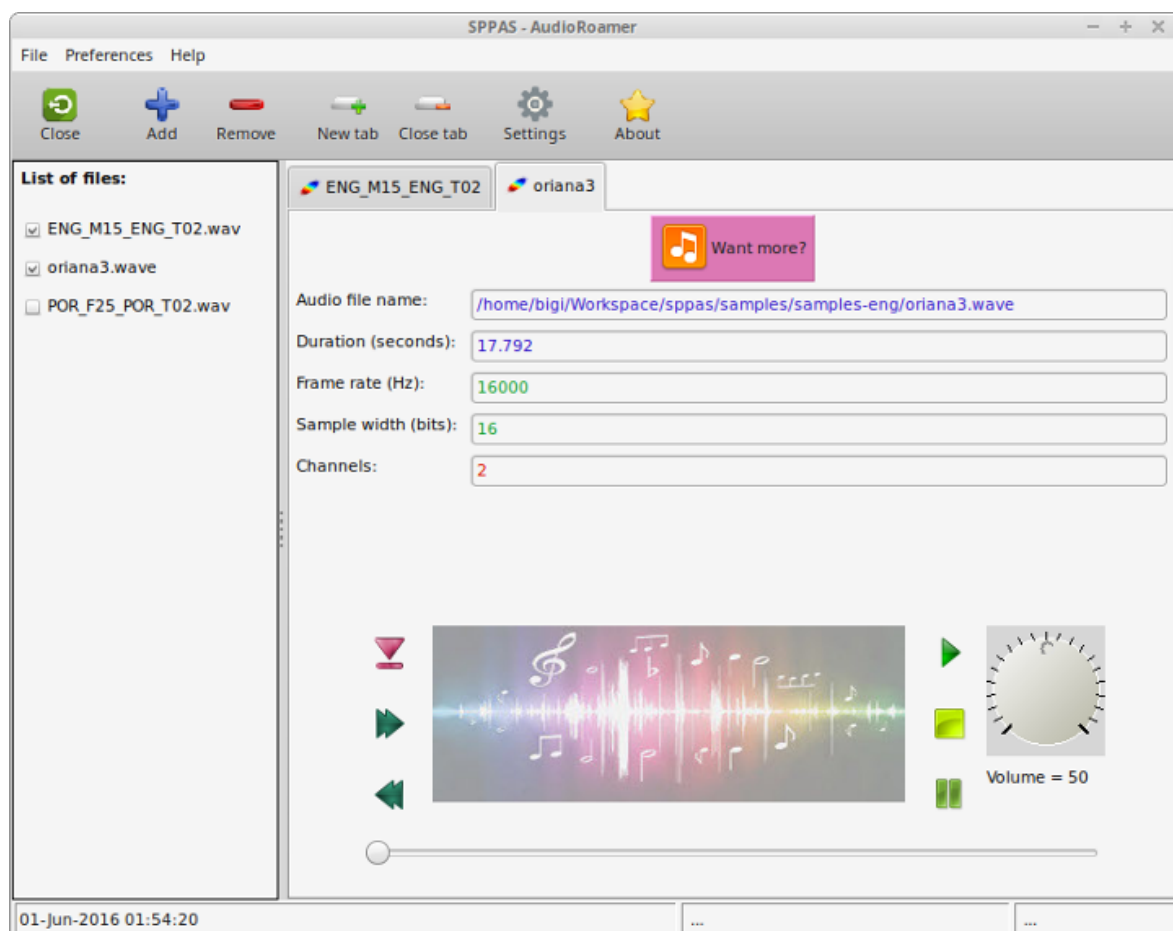 SPPAS - AudioRoamer
File Preferences Help
Close Add Remove New tab Close tab Settings About
List of files:
ENG_M15_ENG_T02.wav
oriana3.wave
POR_F25_POR_T02.wav
ENG_M15_ENG_T02 oriana3
Want more?
Audio file name: /home/bigi/Workspace/sppas/samples/samples-eng/oriana3.wave
Duration (seconds): 17.792
Frame rate (Hz): 16000
Sample width (bits): 16
Channels: 2
Volume = 50
01-Jun-2016 01:54:20 ... ...